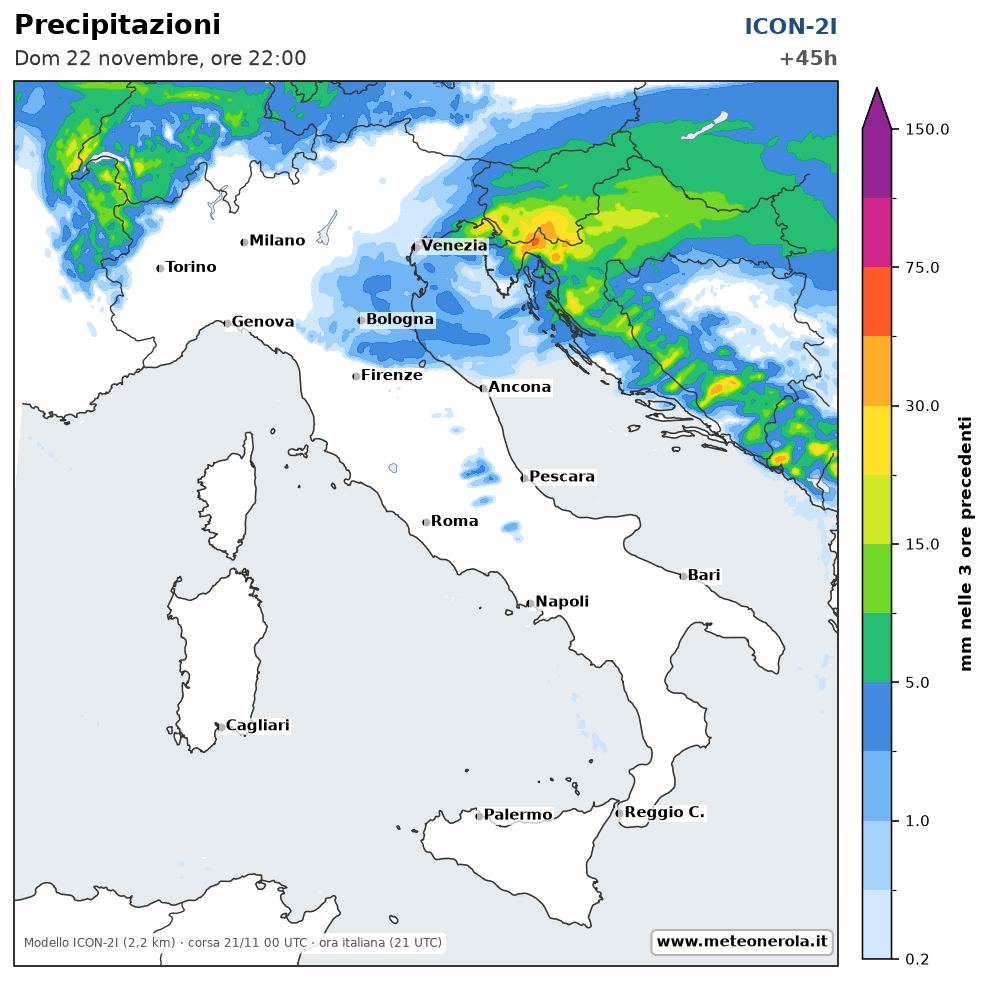 Precipitazioni
ICON-2I
Dom 22 novembre, ore 22:00
+45h
150.0
75.0
30.0
15.0
5.0
1.0
0.2
mm nelle 3 ore precedenti
Milano
Venezia
Torino
Bologna
Genova
Firenze
Ancona
Pescara
Roma
Bari
Napoli
Cagliari
Palermo
Reggio C.
Modello ICON-2I (2,2 km) · corsa 21/11 00 UTC · ora italiana (21 UTC)
www.meteonerola.it